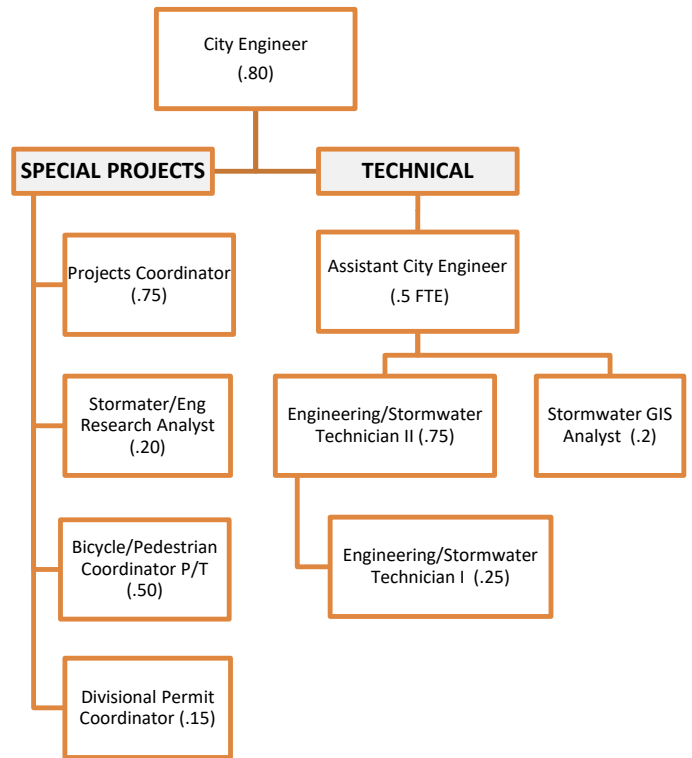 City Engineer
(.80)
SPECIAL PROJECTS
TECHNICAL
Projects Coordinator
(.75)
Assistant City Engineer
(.5 FTE)
Stormater/Eng
Research Analyst
(.20)
Engineering/Stormwater
Technician II (.75)
Stormwater GIS
Analyst (.2)
Bicycle/Pedestrian
Coordinator P/T
(.50)
Engineering/Stormwater
Technician I (.25)
Divisional Permit
Coordinator (.15)